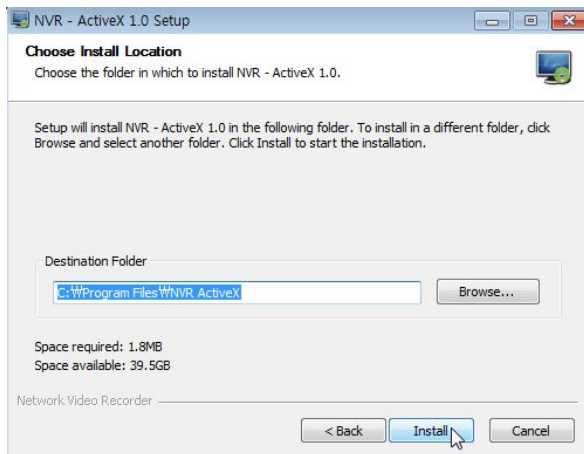 NVR - ActiveX 1.0 Setup
Choose Install Location
Choose the folder in which to install NVR - ActiveX 1.0.
Setup will install NVR - ActiveX 1.0 in the following folder. To install in a different folder, click
Browse and select another folder. Click Install to start the installation.
Destination Folder
C:₩Program Files₩NVR ActiveX
Browse...
Space required: 1.8MB
Space available: 39.5GB
Network Video Recorder
< Back
Install
Cancel